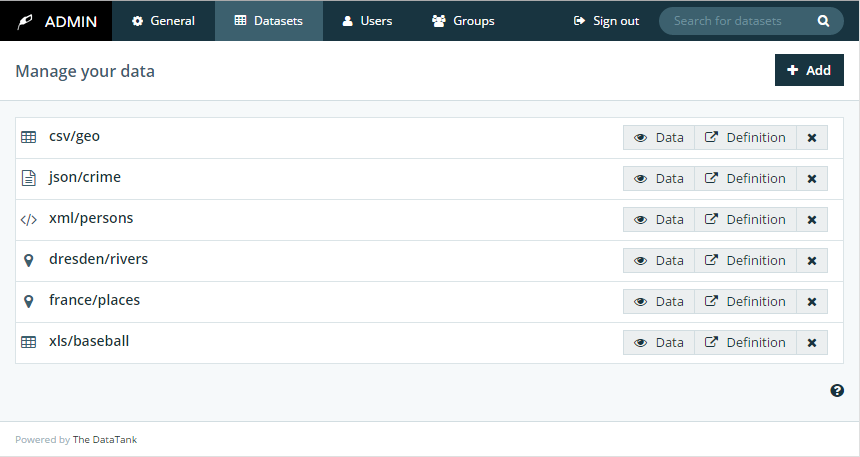 ADMIN General Datasets Users Groups Sign out Search for datasets
Manage your data + Add
csv/geo Data Definition ×
json/crime Data Definition ×
xml/persons Data Definition ×
dresden/rivers Data Definition ×
france/places Data Definition ×
xls/baseball Data Definition ×
?
Powered by The DataTank